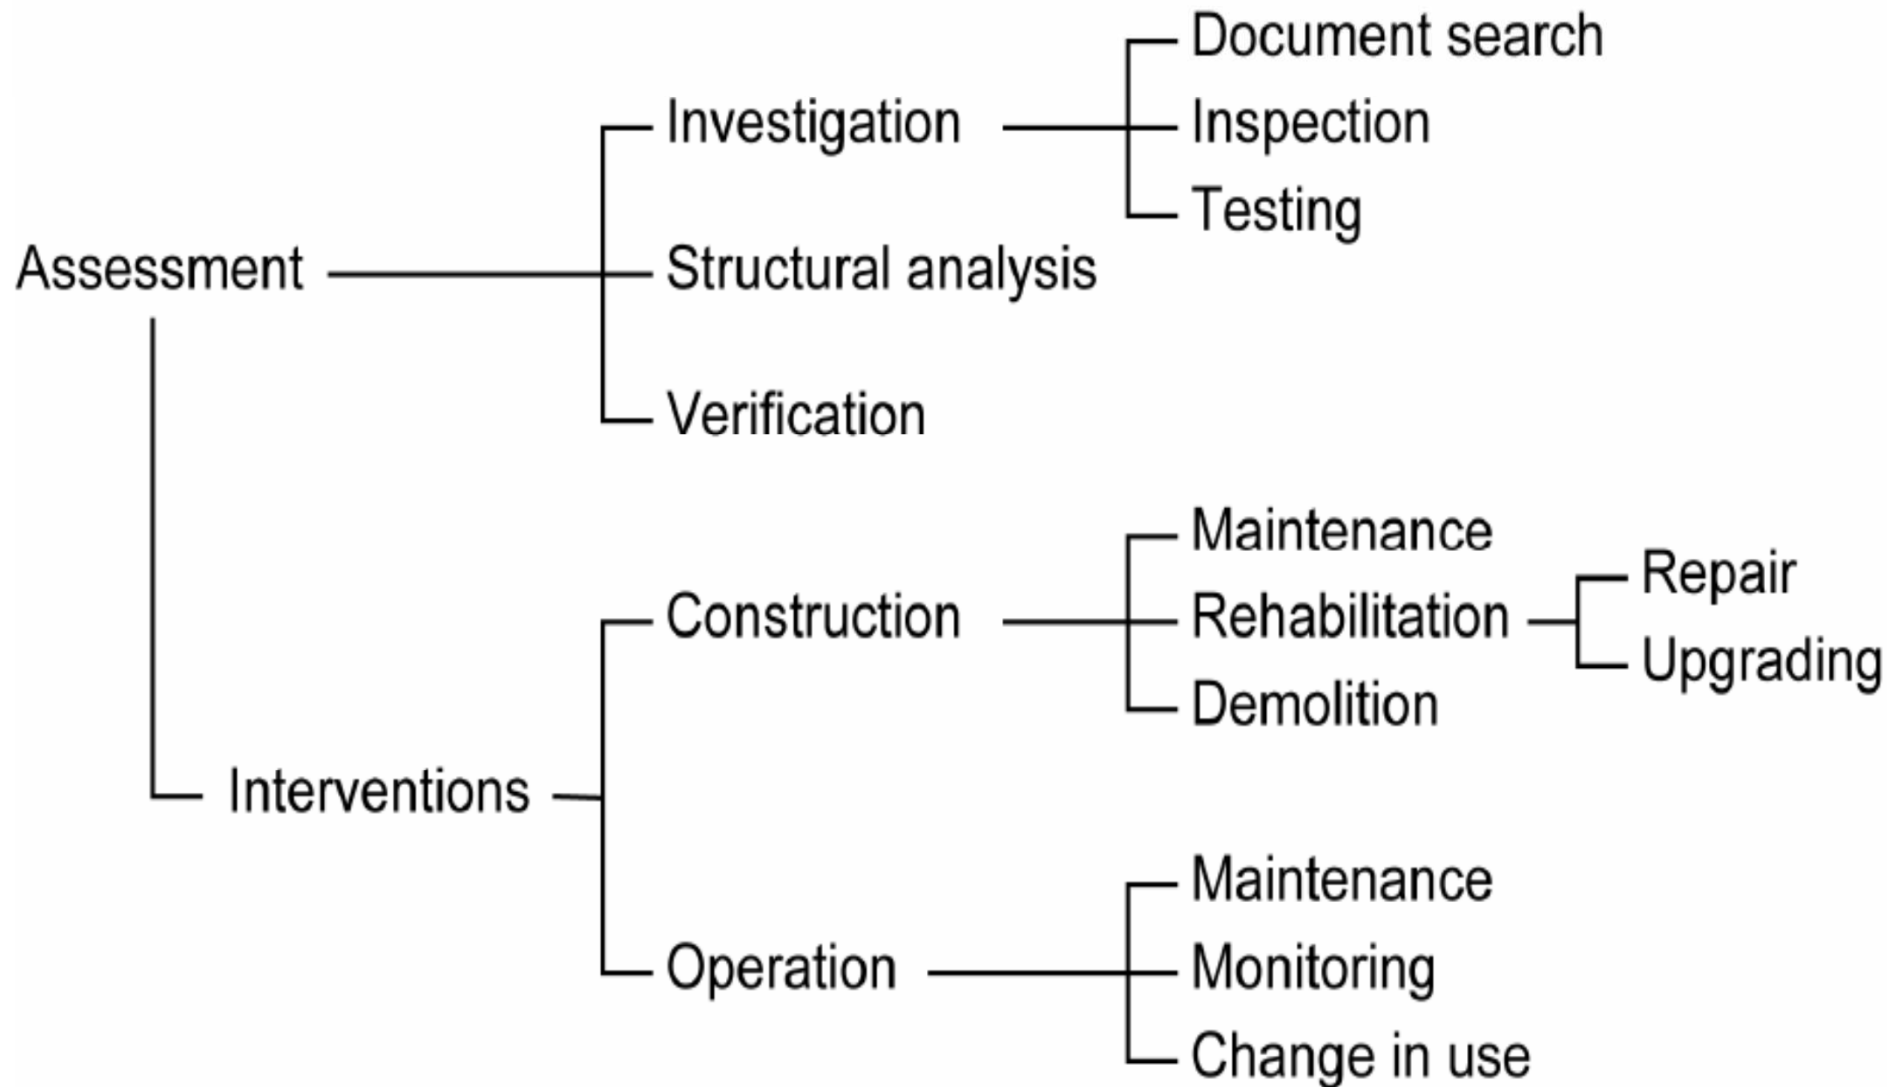 Document search
Investigation
Inspection
Testing
Assessment
Structural analysis
Verification
Maintenance
Construction
Rehabilitation
Repair
Upgrading
Demolition
Interventions
Maintenance
Operation
Monitoring
Change in use